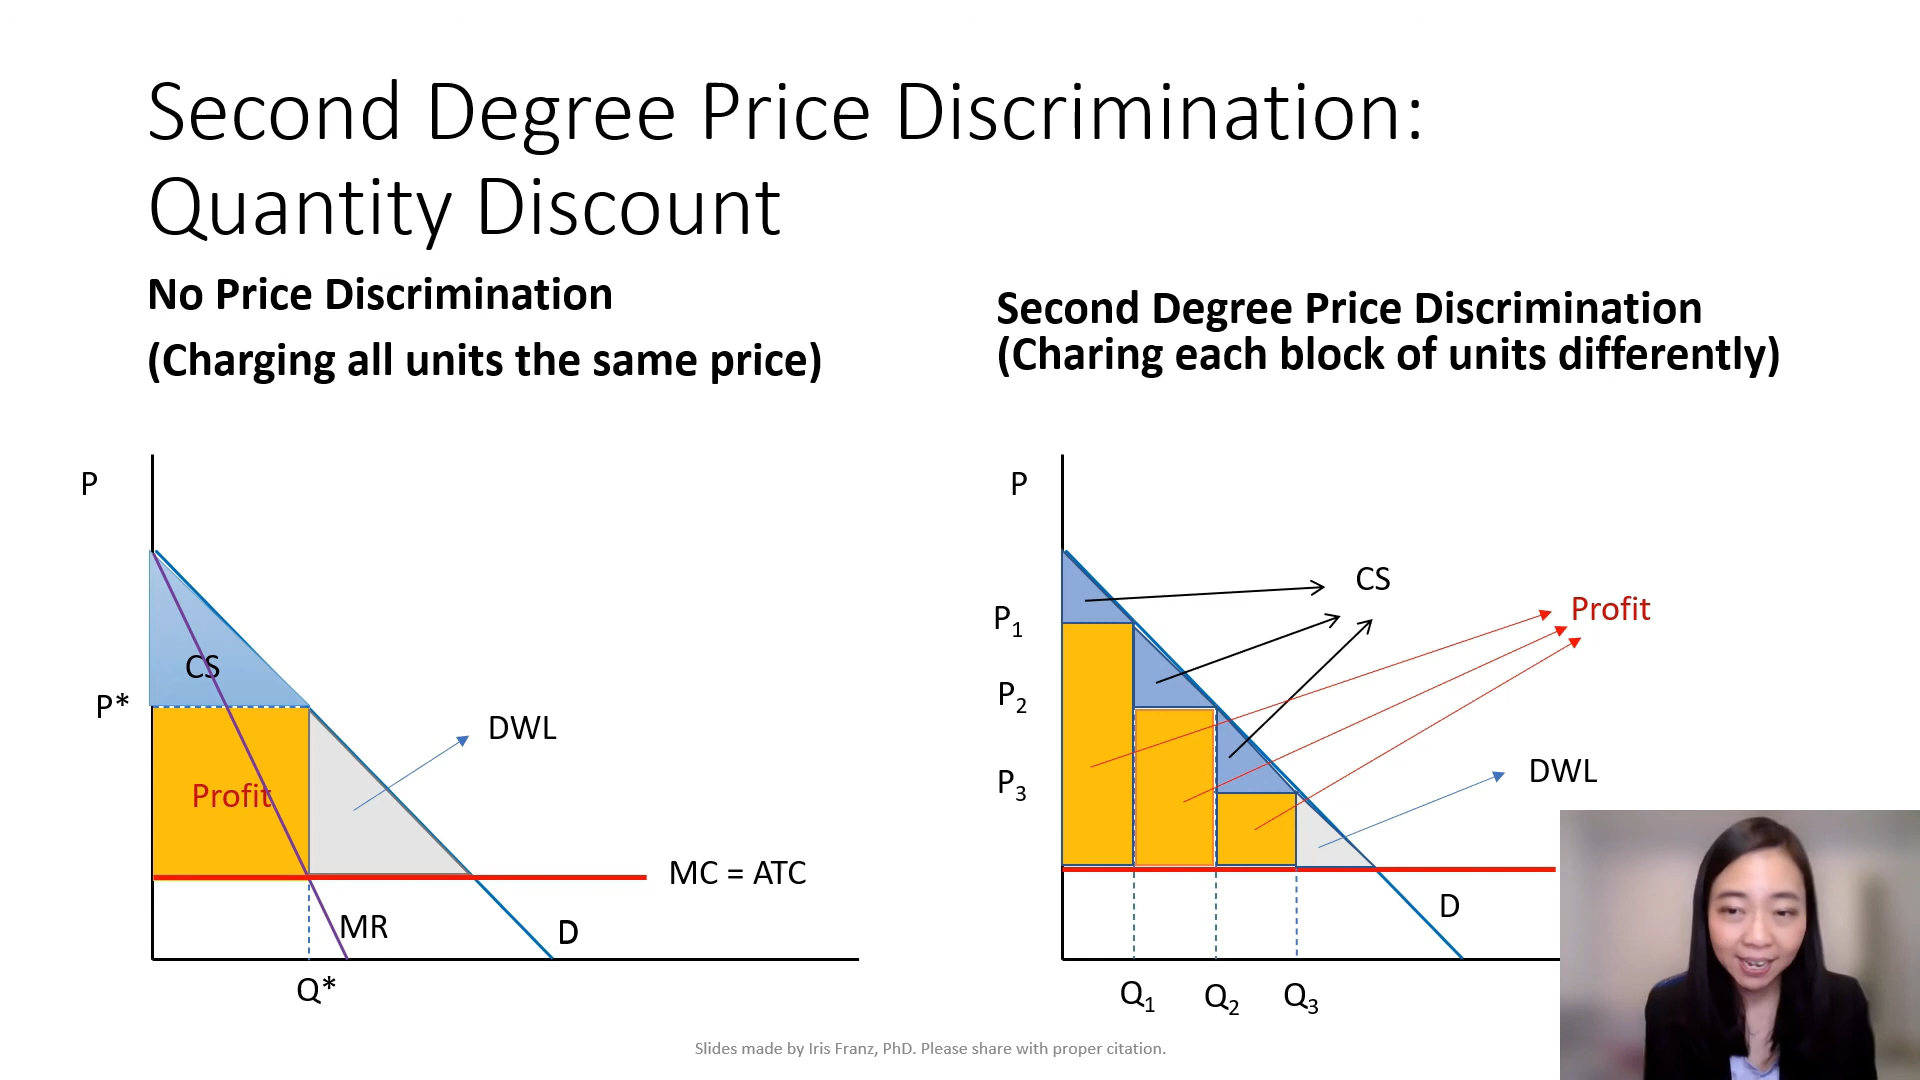 Second Degree Price Discrimination:
Quantity Discount
No Price Discrimination
(Charging all units the same price)
Second Degree Price Discrimination
(Charing each block of units differently)
P
CS
P*
DWL
Profit
MC = ATC
MR
D
Q*
P
CS
Profit
P₁
P₂
P₃
DWL
D
Q₁
Q₂
Q₃
Slides made by Iris Franz, PhD. Please share with proper citation.